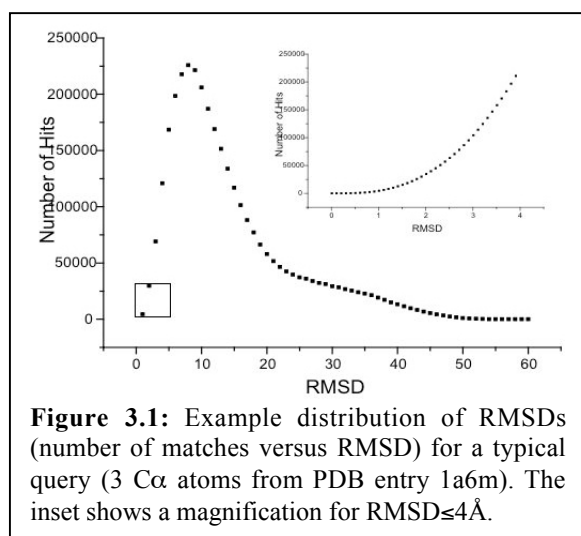 250000
200000
150000
100000
50000
0
Number of Hits
0 10 20 30 40 50 60
RMSD
250000
200000
150000
100000
50000
0
Number of Hits
0 1 2 3 4
RMSD
Figure 3.1: Example distribution of RMSDs
(number of matches versus RMSD) for a typical
query (3 Cα atoms from PDB entry 1a6m). The
inset shows a magnification for RMSD≤4Å.